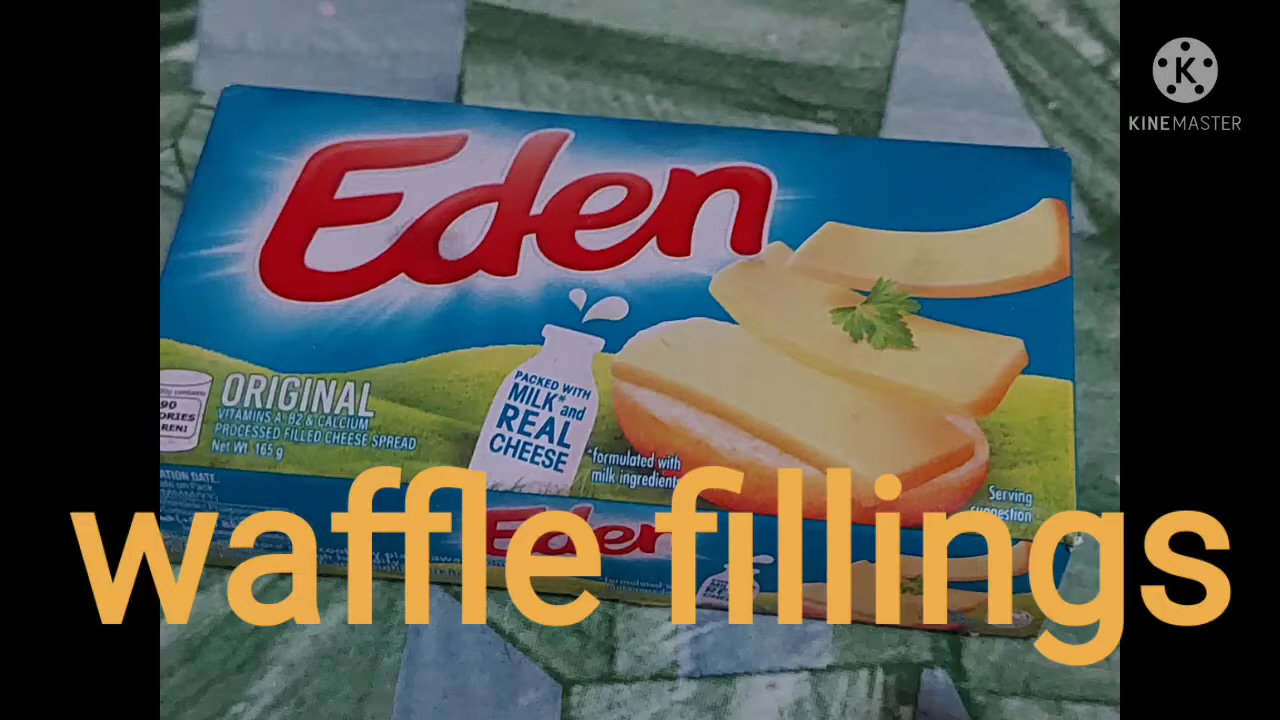 KINEMASTER
Eden
PACKED WITH
MILK* and
REAL
CHEESE
ORIGINAL
VITAMINS A, B2 & CALCIUM
PROCESSED FILLED CHEESE SPREAD
Net Wt. 165 g
*formulated with
milk ingredients
Serving
suggestion
waffle fillings
Eden